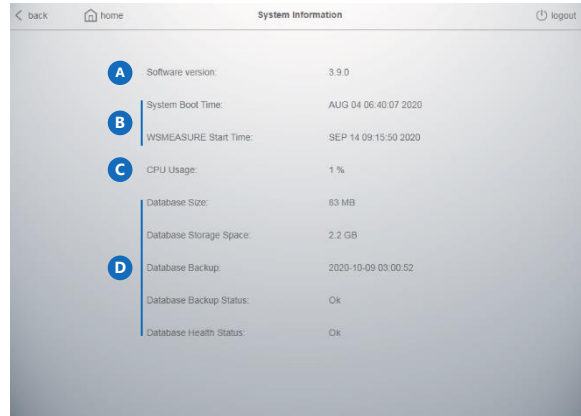 back home System Information logout
A Software version: 3.9.0
System Boot Time: AUG 04 06:40:07 2020
B
WSMEASURE Start Time: SEP 14 09:15:50 2020
C CPU Usage: 1 %
Database Size: 83 MB
Database Storage Space: 2.2 GB
D Database Backup: 2020-10-09 03:00:52
Database Backup Status: Ok
Database Health Status: Ok